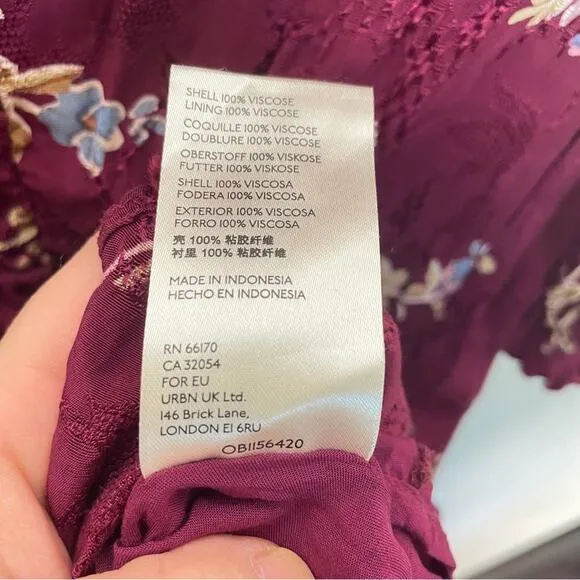 SHELL 100% VISCOSE
LINING 100% VISCOSE
COQUILLE 100% VISCOSE
DOUBLURE 100% VISCOSE
OBERSTOFF 100% VISKOSE
FUTTER 100% VISKOSE
SHELL 100% VISCOSA
FODERA 100% VISCOSA
EXTERIOR 100% VISCOSA
FORRO 100% VISCOSA
壳 100% 粘胶纤维
衬里 100% 粘胶纤维
MADE IN INDONESIA
HECHO EN INDONESIA
RN 66170
CA 32054
FOR EU
URBN UK Ltd.
146 Brick Lane,
LONDON E1 6RU
OB1156420